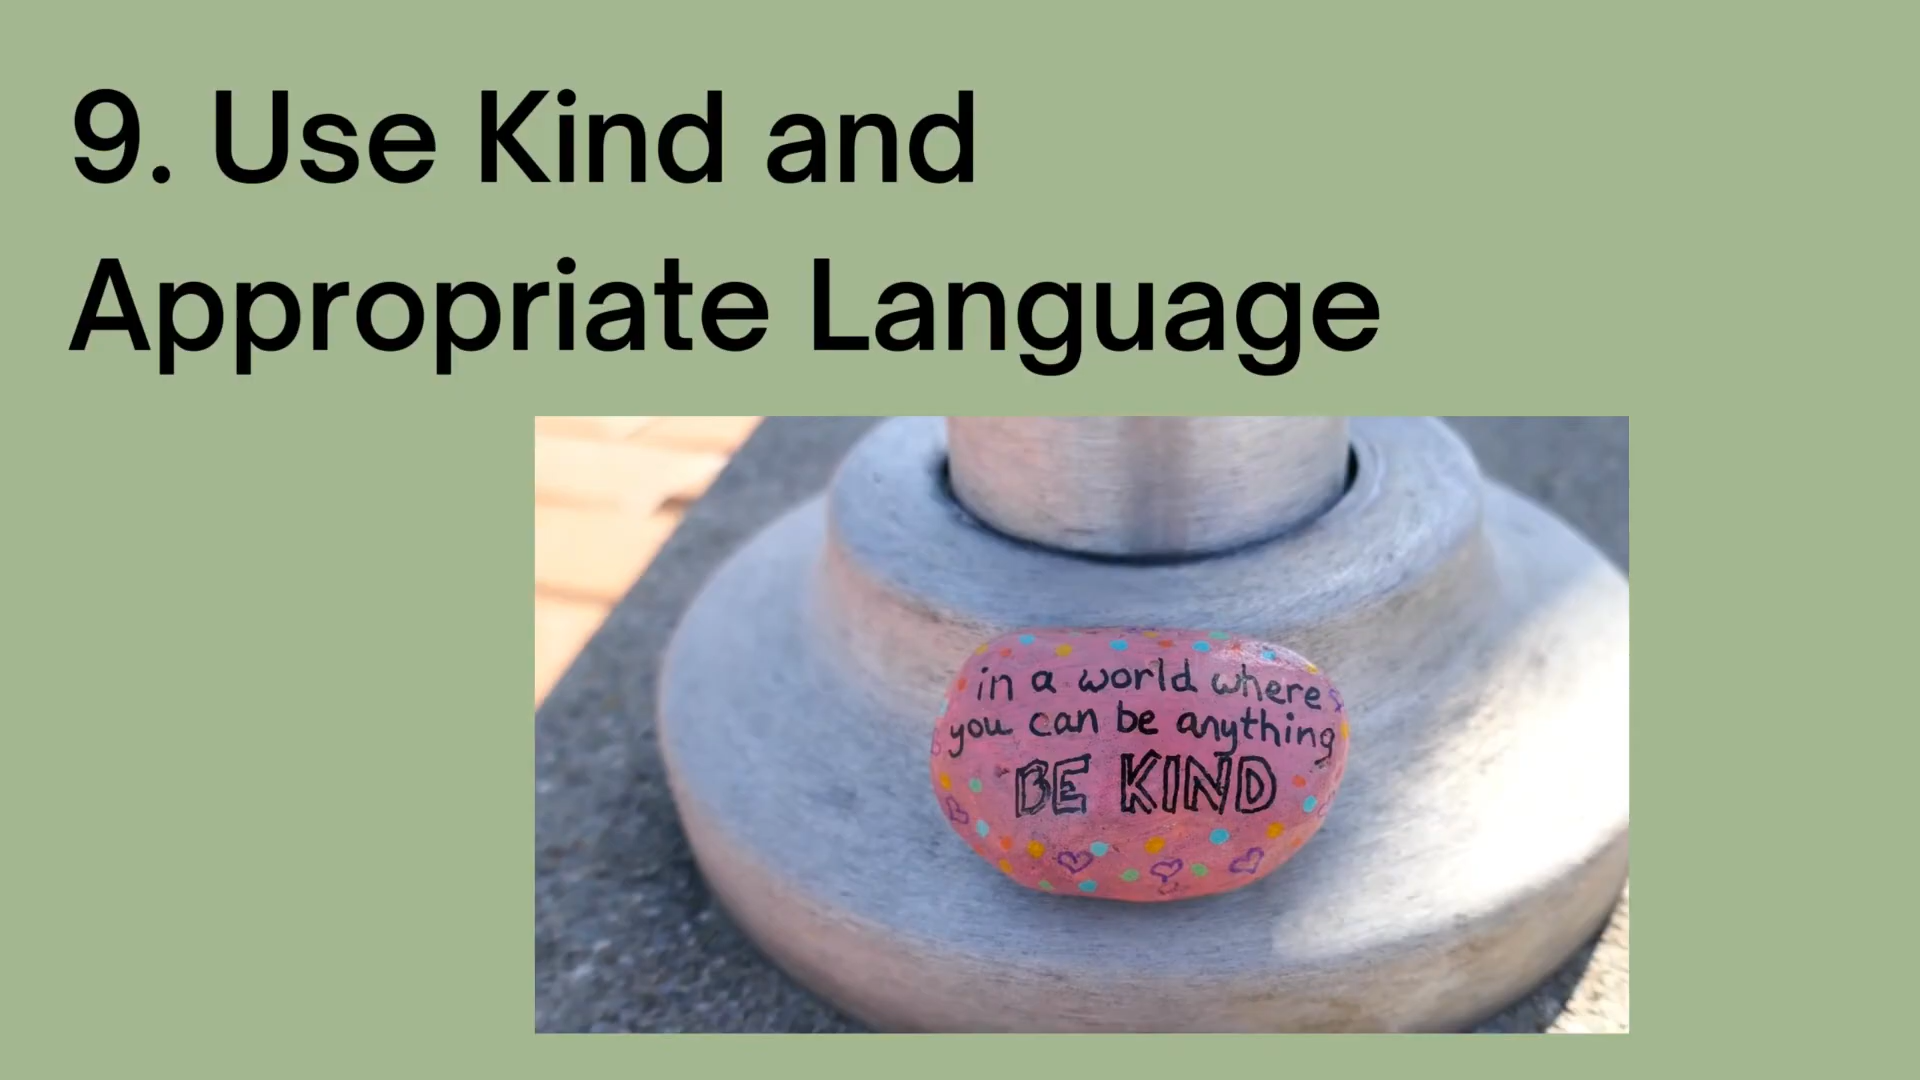 9. Use Kind and
Appropriate Language
in a world where
you can be anything
BE KIND